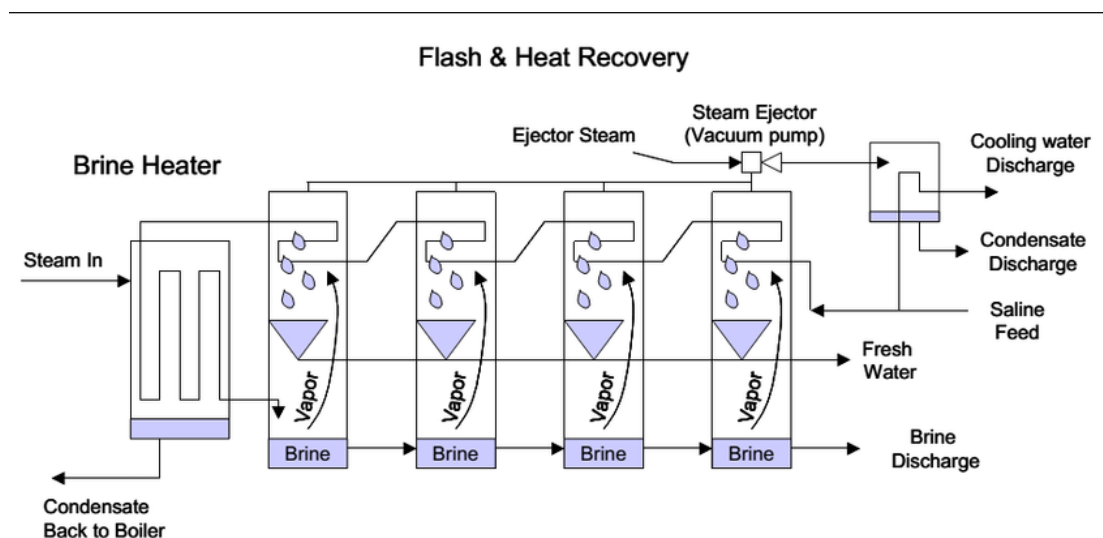 Flash & Heat Recovery
Steam Ejector
(Vacuum pump)
Ejector Steam
Cooling water
Discharge
Brine Heater
Steam In
Condensate
Discharge
Saline
Feed
Fresh
Water
Vapor
Vapor
Vapor
Vapor
Brine
Brine
Brine
Brine
Brine
Discharge
Condensate
Back to Boiler